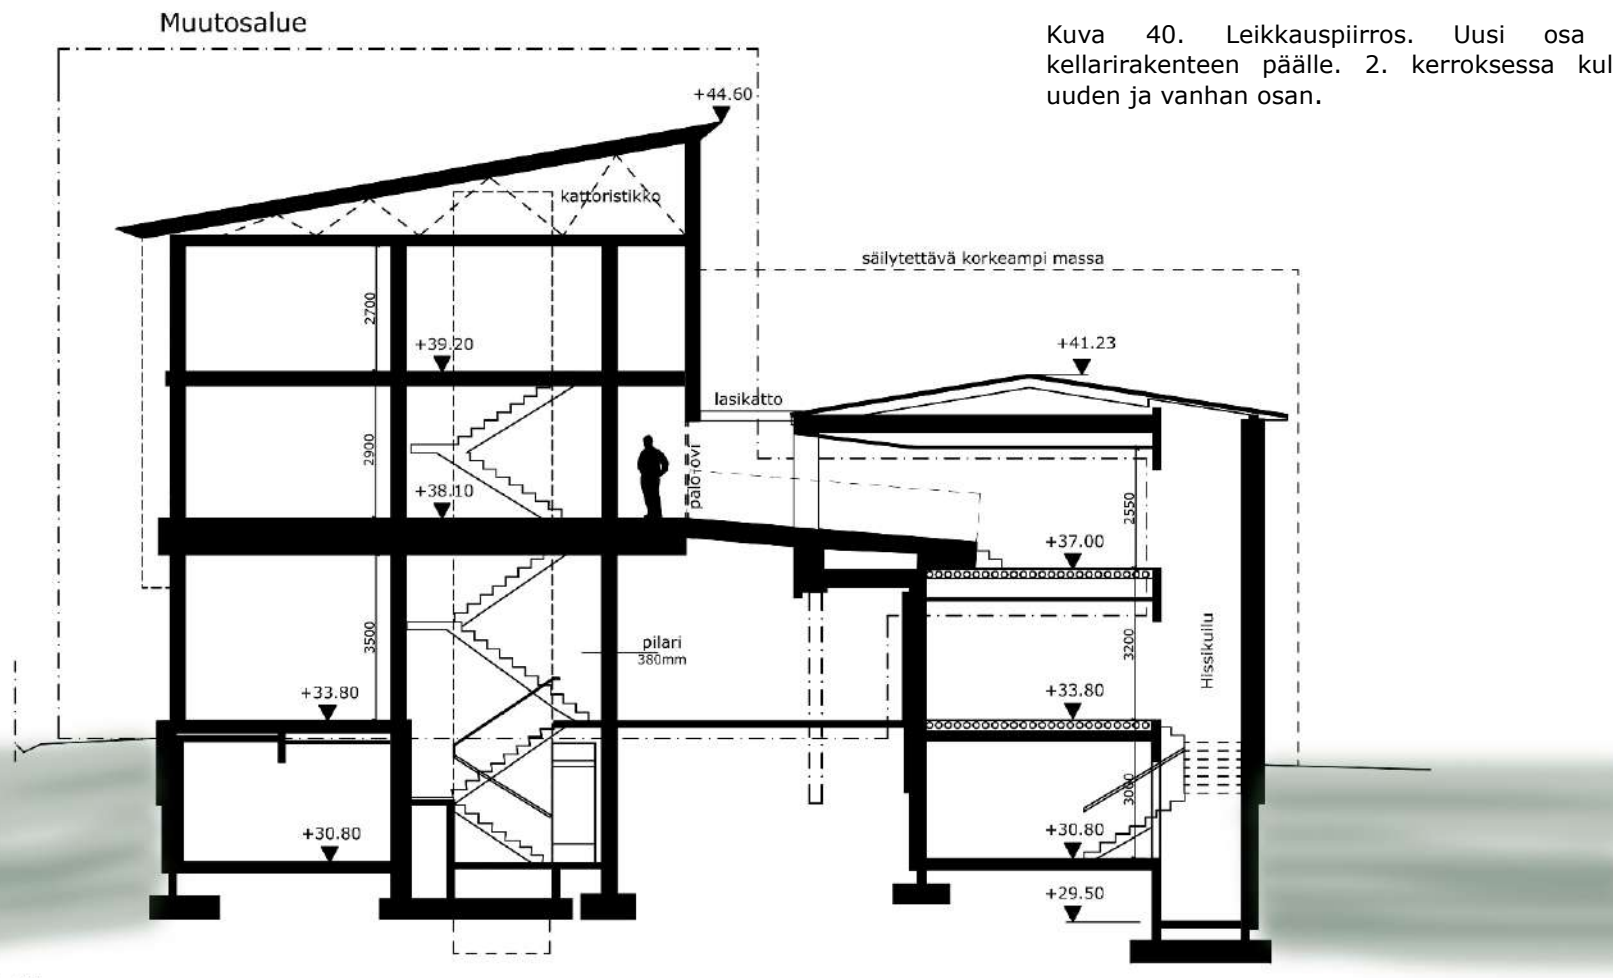 Muutosalue
Kuva 40. Leikkauspiirros. Uusi osa
kellarirakenteen päälle. 2. kerroksessa kul
uuden ja vanhan osan.
+44.60
kattoristikko
säilytettävä korkeampi massa
2700
+39.20
+41.23
lasikatto
2900
palo-ovi
+38.10
2550
+37.00
3500
pilari
380mm
3200
Hissikuilu
+33.80
+33.80
3000
+30.80
+30.80
+29.50